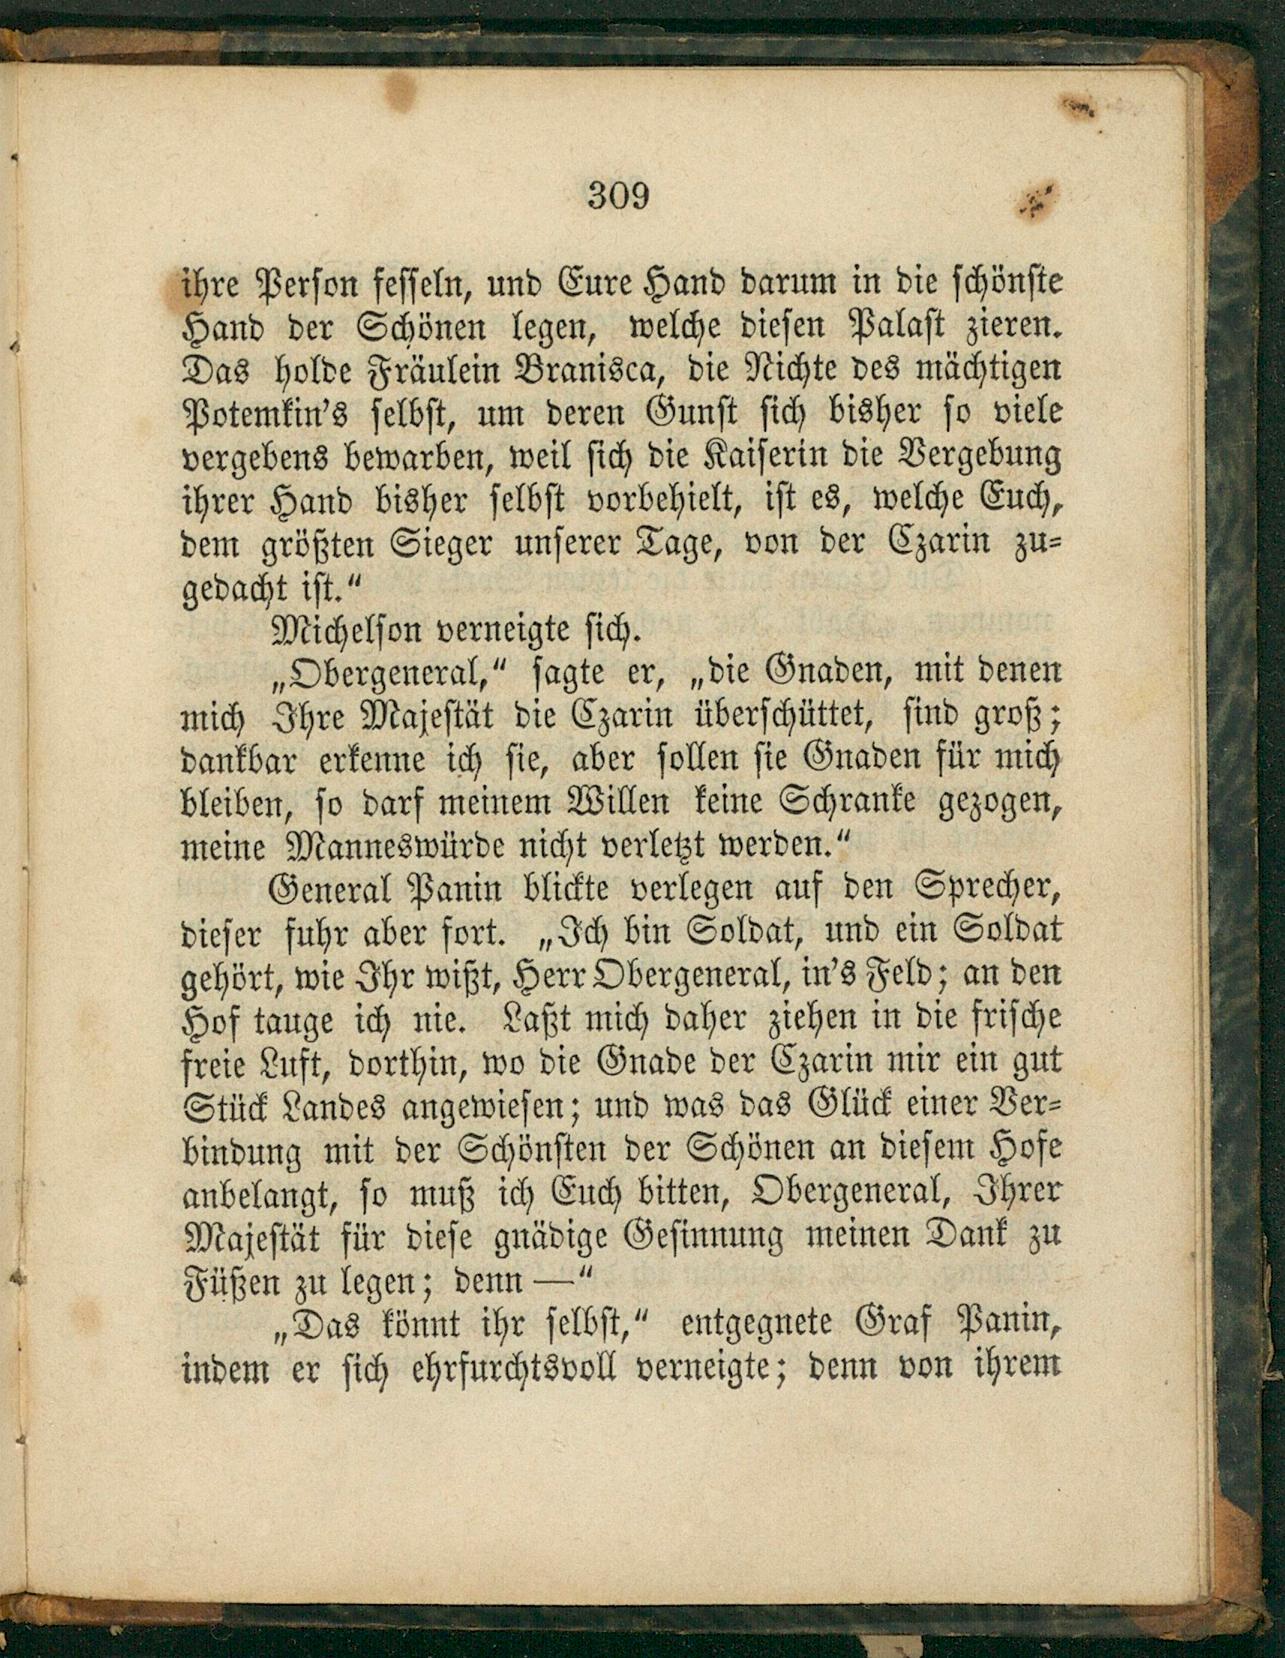 309
ihre Person fesseln, und Eure Hand darum in die schönste
Hand der Schönen legen, welche diesen Palast zieren.
Das holde Fräulein Branisca, die Nichte des mächtigen
Potemkin's selbst, um deren Gunst sich bisher so viele
vergebens bewarben, weil sich die Kaiserin die Vergebung
ihrer Hand bisher selbst vorbehielt, ist es, welche Euch,
dem größten Sieger unserer Tage, von der Czarin zu-
gedacht ist.“
Michelson verneigte sich.
„Obergeneral,“ sagte er, „die Gnaden, mit denen
mich Ihre Majestät die Czarin überschüttet, sind groß;
dankbar erkenne ich sie, aber sollen sie Gnaden für mich
bleiben, so darf meinem Willen keine Schranke gezogen,
meine Manneswürde nicht verletzt werden.“
General Panin blickte verlegen auf den Sprecher,
dieser fuhr aber fort. „Ich bin Soldat, und ein Soldat
gehört, wie Ihr wißt, Herr Obergeneral, in's Feld; an den
Hof tauge ich nie. Laßt mich daher ziehen in die frische
freie Luft, dorthin, wo die Gnade der Czarin mir ein gut
Stück Landes angewiesen; und was das Glück einer Ver-
bindung mit der Schönsten der Schönen an diesem Hofe
anbelangt, so muß ich Euch bitten, Obergeneral, Ihrer
Majestät für diese gnädige Gesinnung meinen Dank zu
Füßen zu legen; denn —“
„Das könnt ihr selbst,“ entgegnete Graf Panin,
indem er sich ehrfurchtsvoll verneigte; denn von ihrem